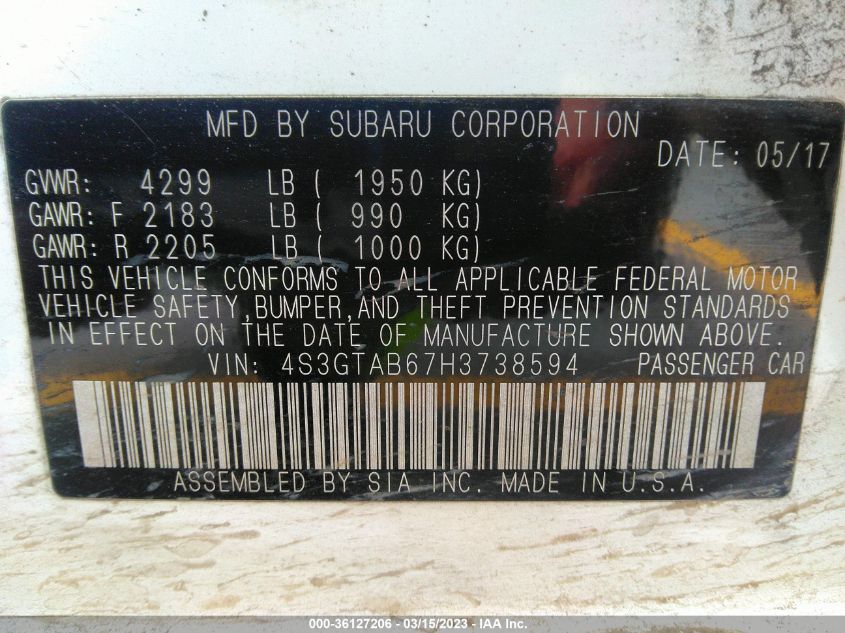 MFD BY SUBARU CORPORATION
DATE: 05/17
GVWR: 4299 LB ( 1950 KG)
GAWR: F 2183 LB ( 990 KG)
GAWR: R 2205 LB ( 1000 KG)
THIS VEHICLE CONFORMS TO ALL APPLICABLE FEDERAL MOTOR
VEHICLE SAFETY,BUMPER,AND THEFT PREVENTION STANDARDS
IN EFFECT ON THE DATE OF MANUFACTURE SHOWN ABOVE.
VIN: 4S3GTAB67H3738594 PASSENGER CAR
ASSEMBLED BY SIA INC. MADE IN U.S.A.
000-36127206 - 03/15/2023 - IAA Inc.